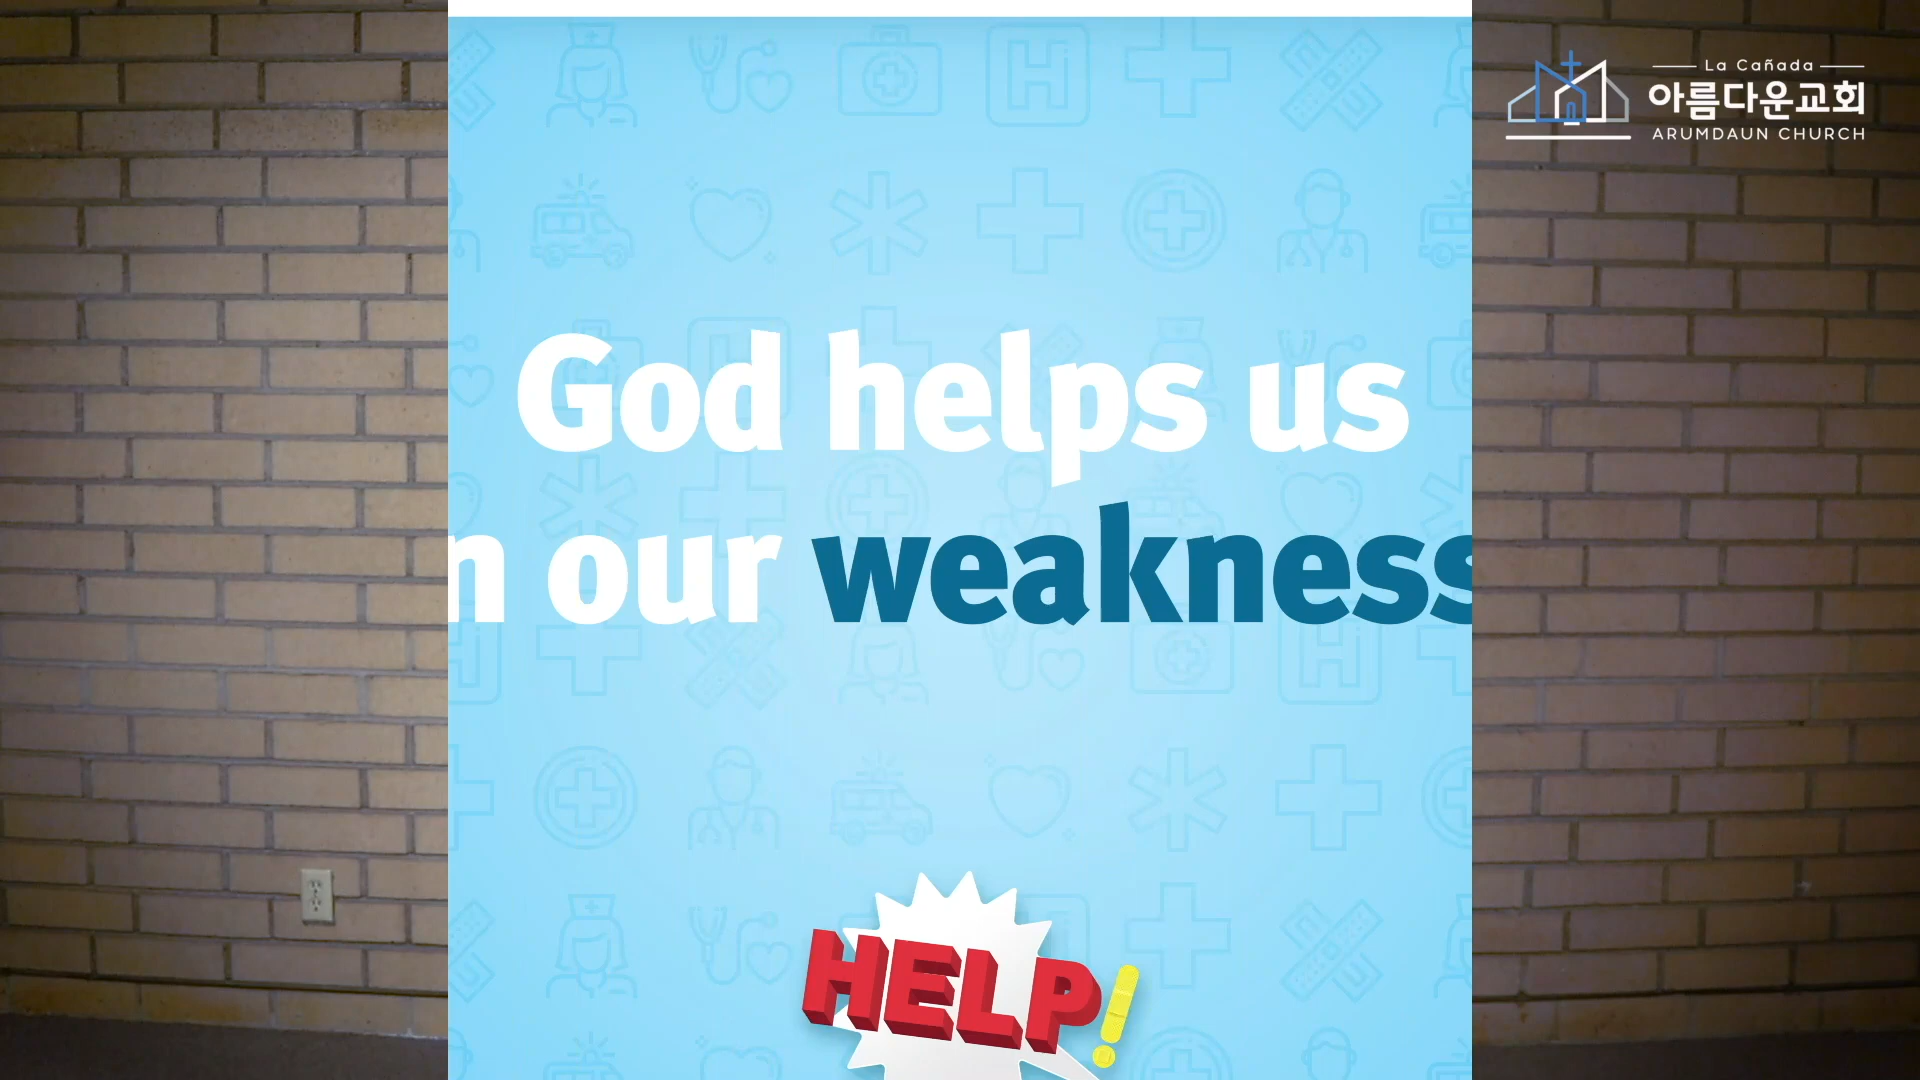 La Cañada
아름다운교회
ARUMDAUN CHURCH
God helps us
n our weakness
HELP!